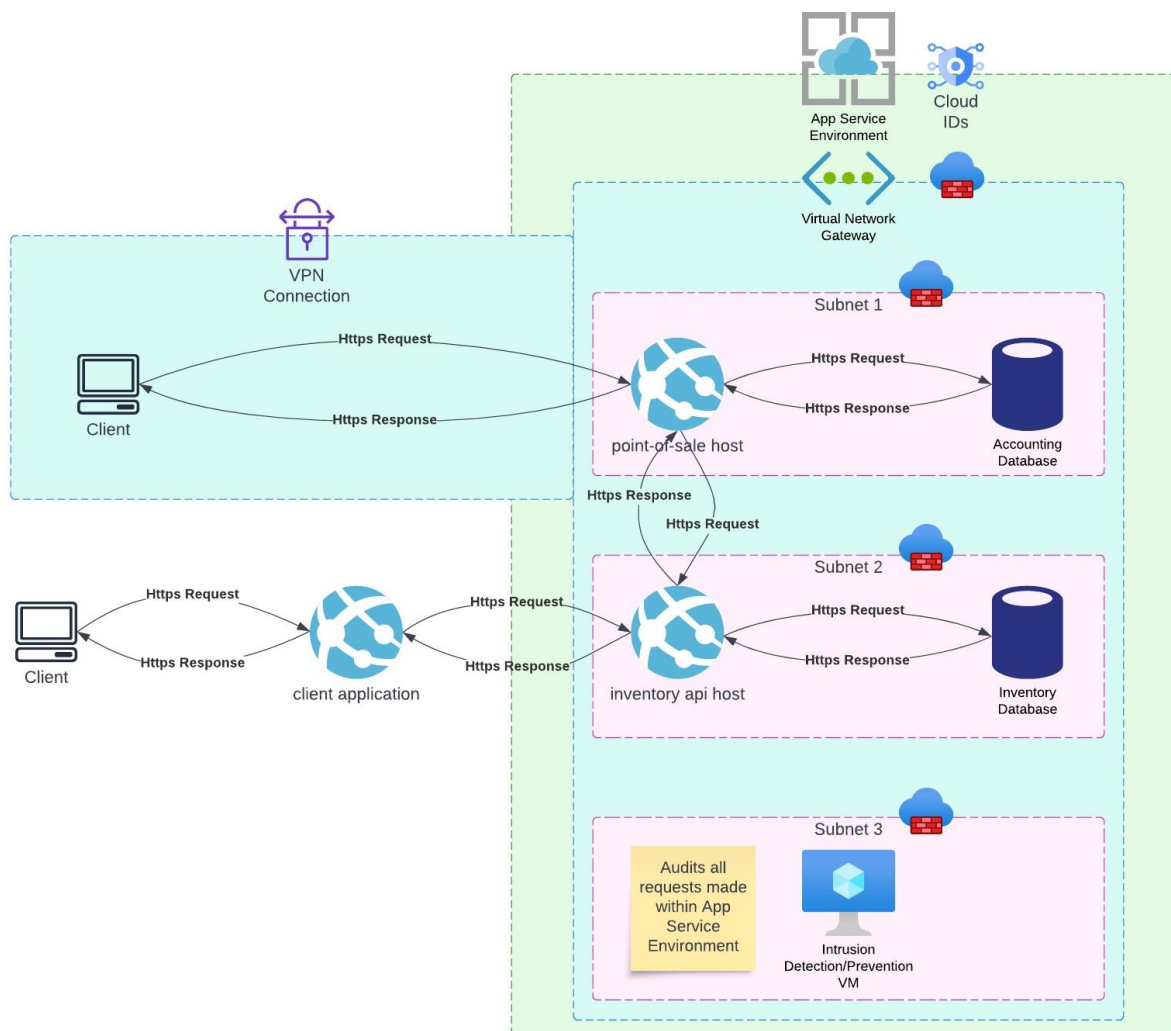 App Service
Environment
Cloud
IDs
Virtual Network
Gateway
VPN
Connection
Subnet 1
Https Request
Https Request
Https Response
Https Response
Client
point-of-sale host
Accounting
Database
Https Response
Https Request
Subnet 2
Https Request
Https Request
Https Request
Https Response
Https Response
Https Response
Client
client application
inventory api host
Inventory
Database
Subnet 3
Audits all
requests made
within App
Service
Environment
Intrusion
Detection/Prevention
VM